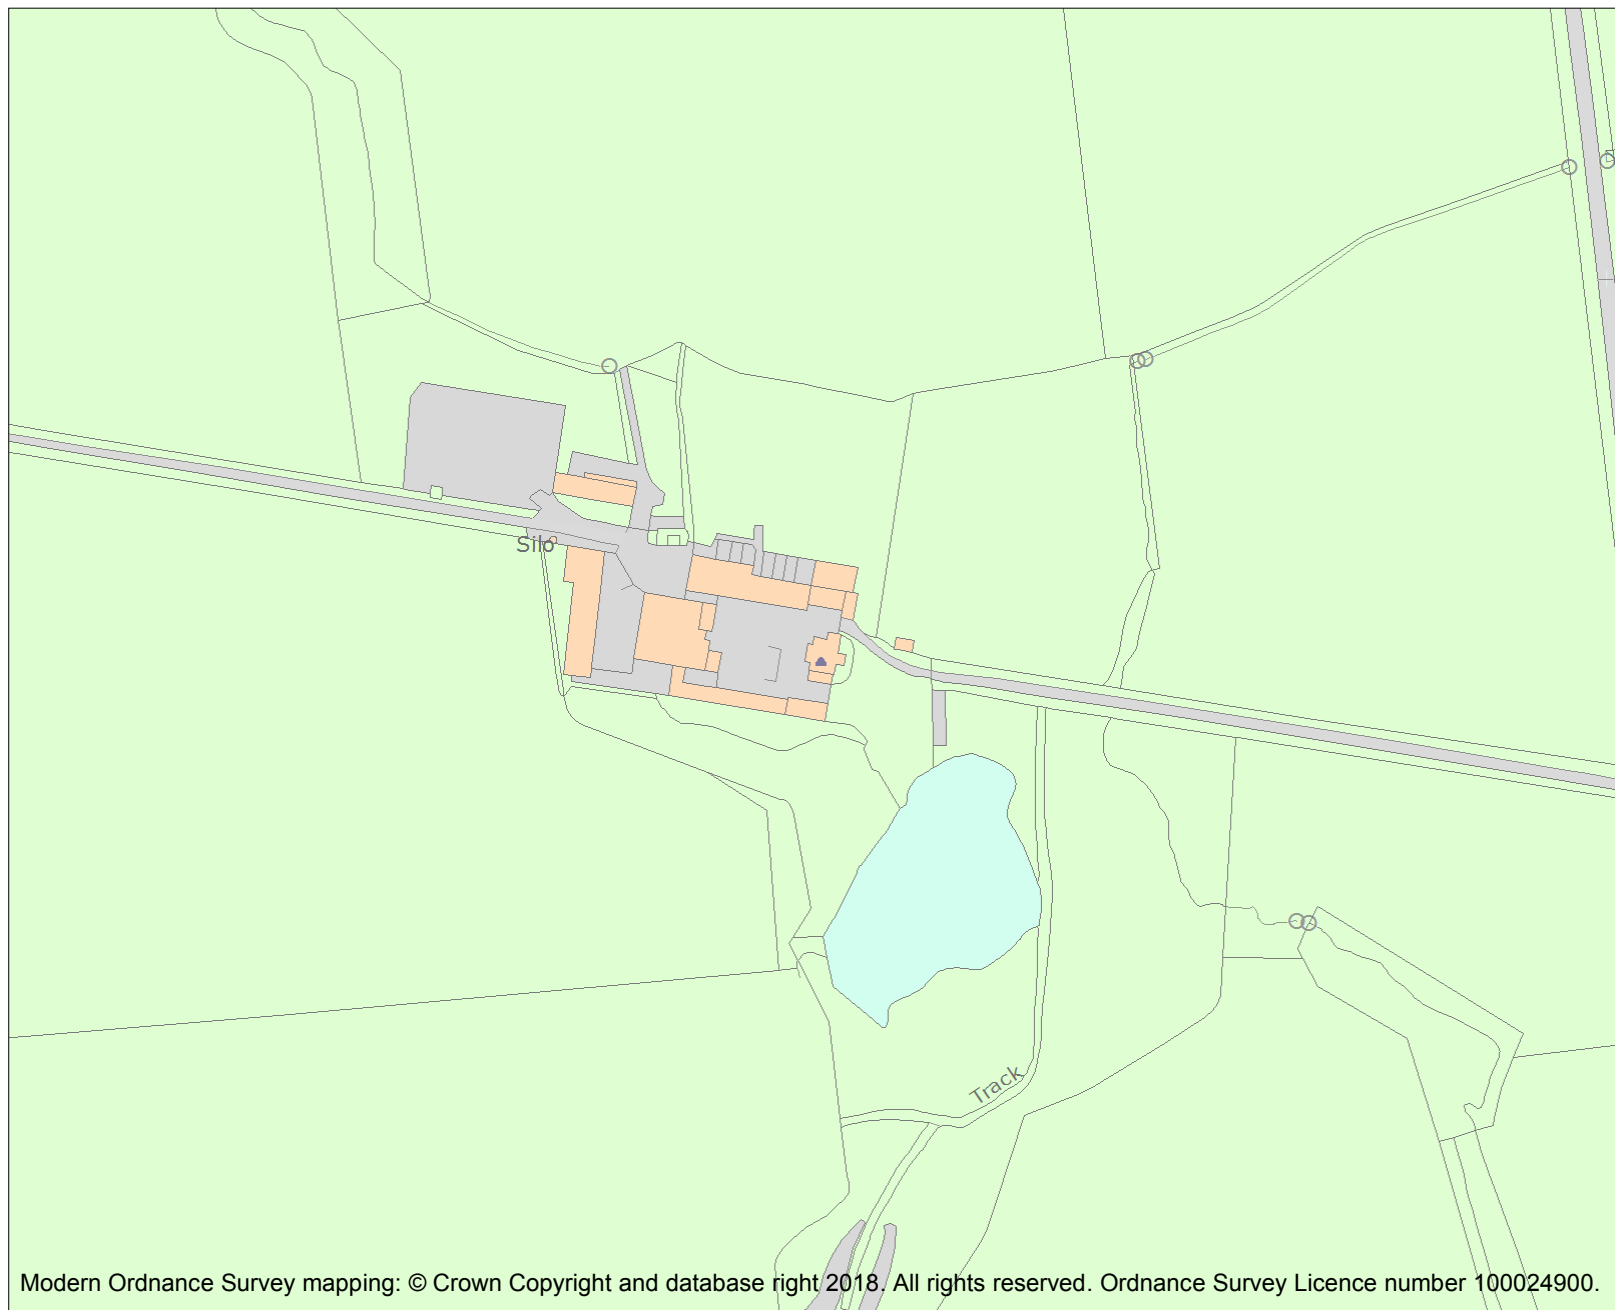 Silo
Track
Modern Ordnance Survey mapping: © Crown Copyright and database right 2018. All rights reserved. Ordnance Survey Licence number 100024900.